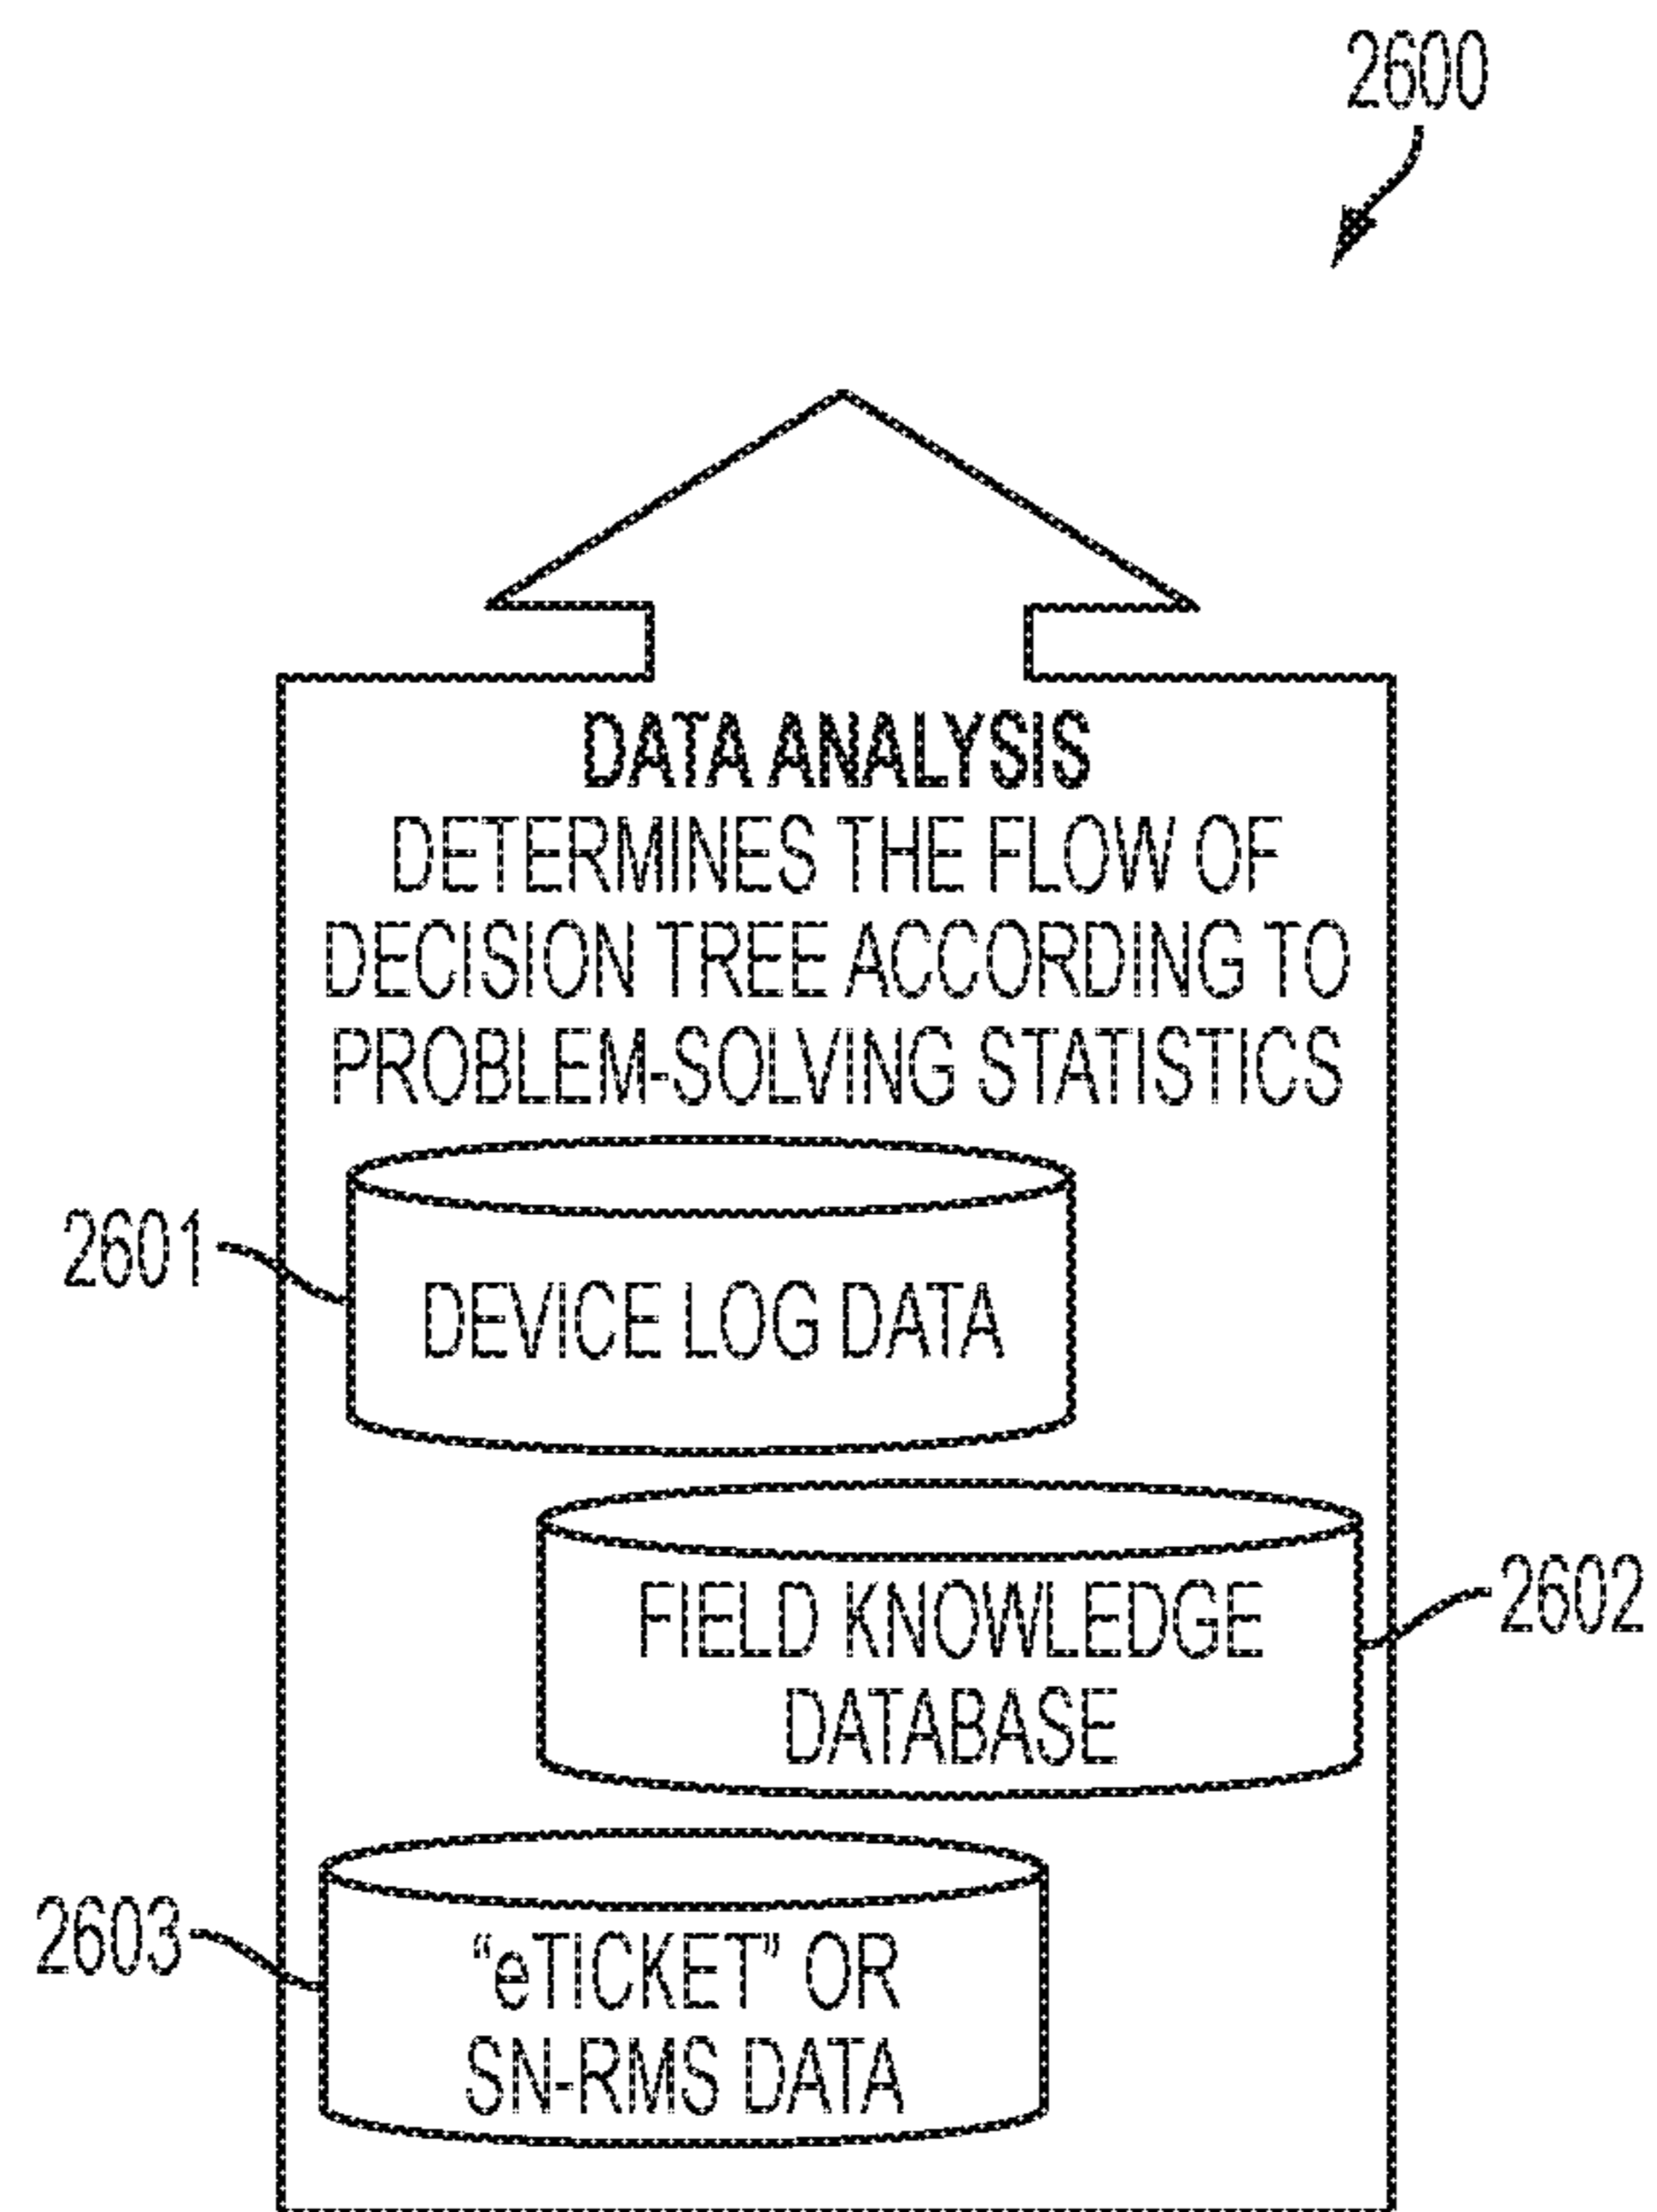 2600
DATA ANALYSIS
DETERMINES THE FLOW OF
DECISION TREE ACCORDING TO
PROBLEM-SOLVING STATISTICS
2601
DEVICE LOG DATA
FIELD KNOWLEDGE
DATABASE
2602
2603
“eTICKET” OR
SN-RMS DATA